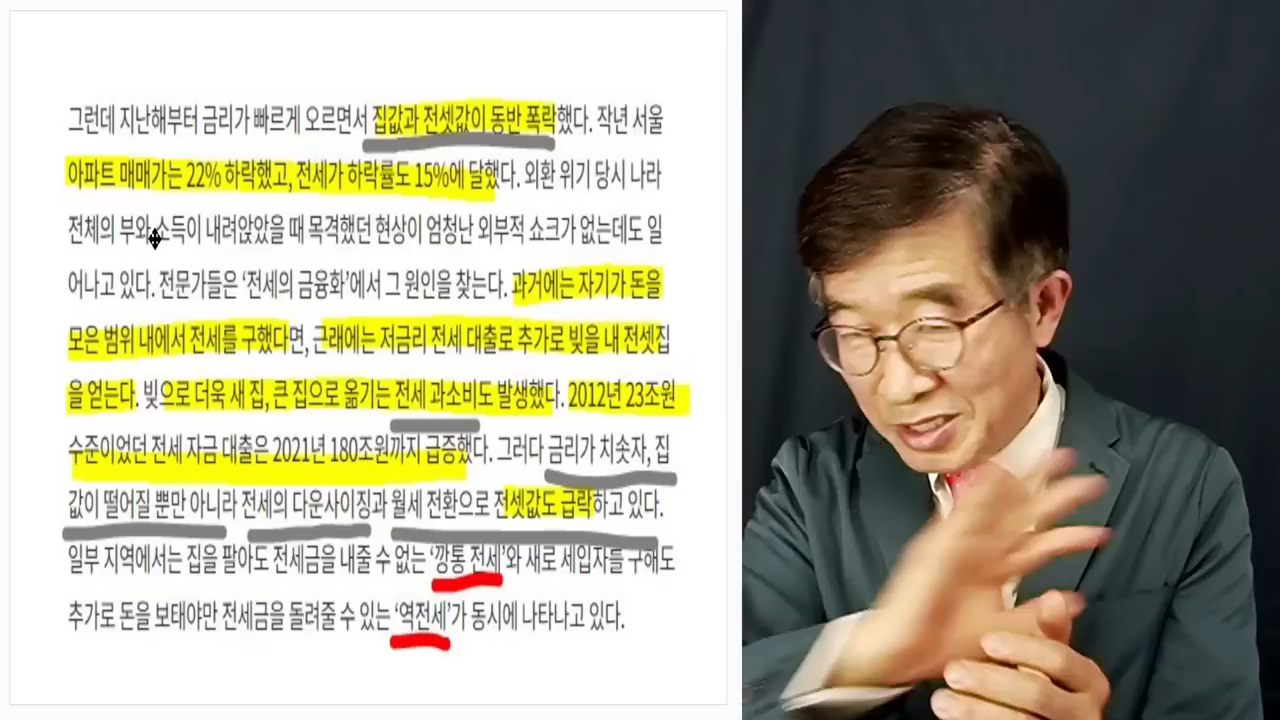 그런데 지난해부터 금리가 빠르게 오르면서 집값과 전셋값이 동반 폭락했다. 작년 서울
아파트 매매가는 22% 하락했고, 전세가 하락률도 15%에 달했다. 외환 위기 당시 나라
전체의 부와 소득이 내려앉았을 때 목격했던 현상이 엄청난 외부적 쇼크가 없는데도 일
어나고 있다. 전문가들은 ‘전세의 금융화’에서 그 원인을 찾는다. 과거에는 자기가 돈을
모은 범위 내에서 전세를 구했다면, 근래에는 저금리 전세 대출로 추가로 빚을 내 전셋집
을 얻는다. 빚으로 더욱 새 집, 큰 집으로 옮기는 전세 과소비도 발생했다. 2012년 23조원
수준이었던 전세 자금 대출은 2021년 180조원까지 급증했다. 그러다 금리가 치솟자, 집
값이 떨어질 뿐만 아니라 전세의 다운사이징과 월세 전환으로 전셋값도 급락하고 있다.
일부 지역에서는 집을 팔아도 전세금을 내줄 수 없는 ‘깡통 전세’와 새로 세입자를 구해도
추가로 돈을 보태야만 전세금을 돌려줄 수 있는 ‘역전세’가 동시에 나타나고 있다.